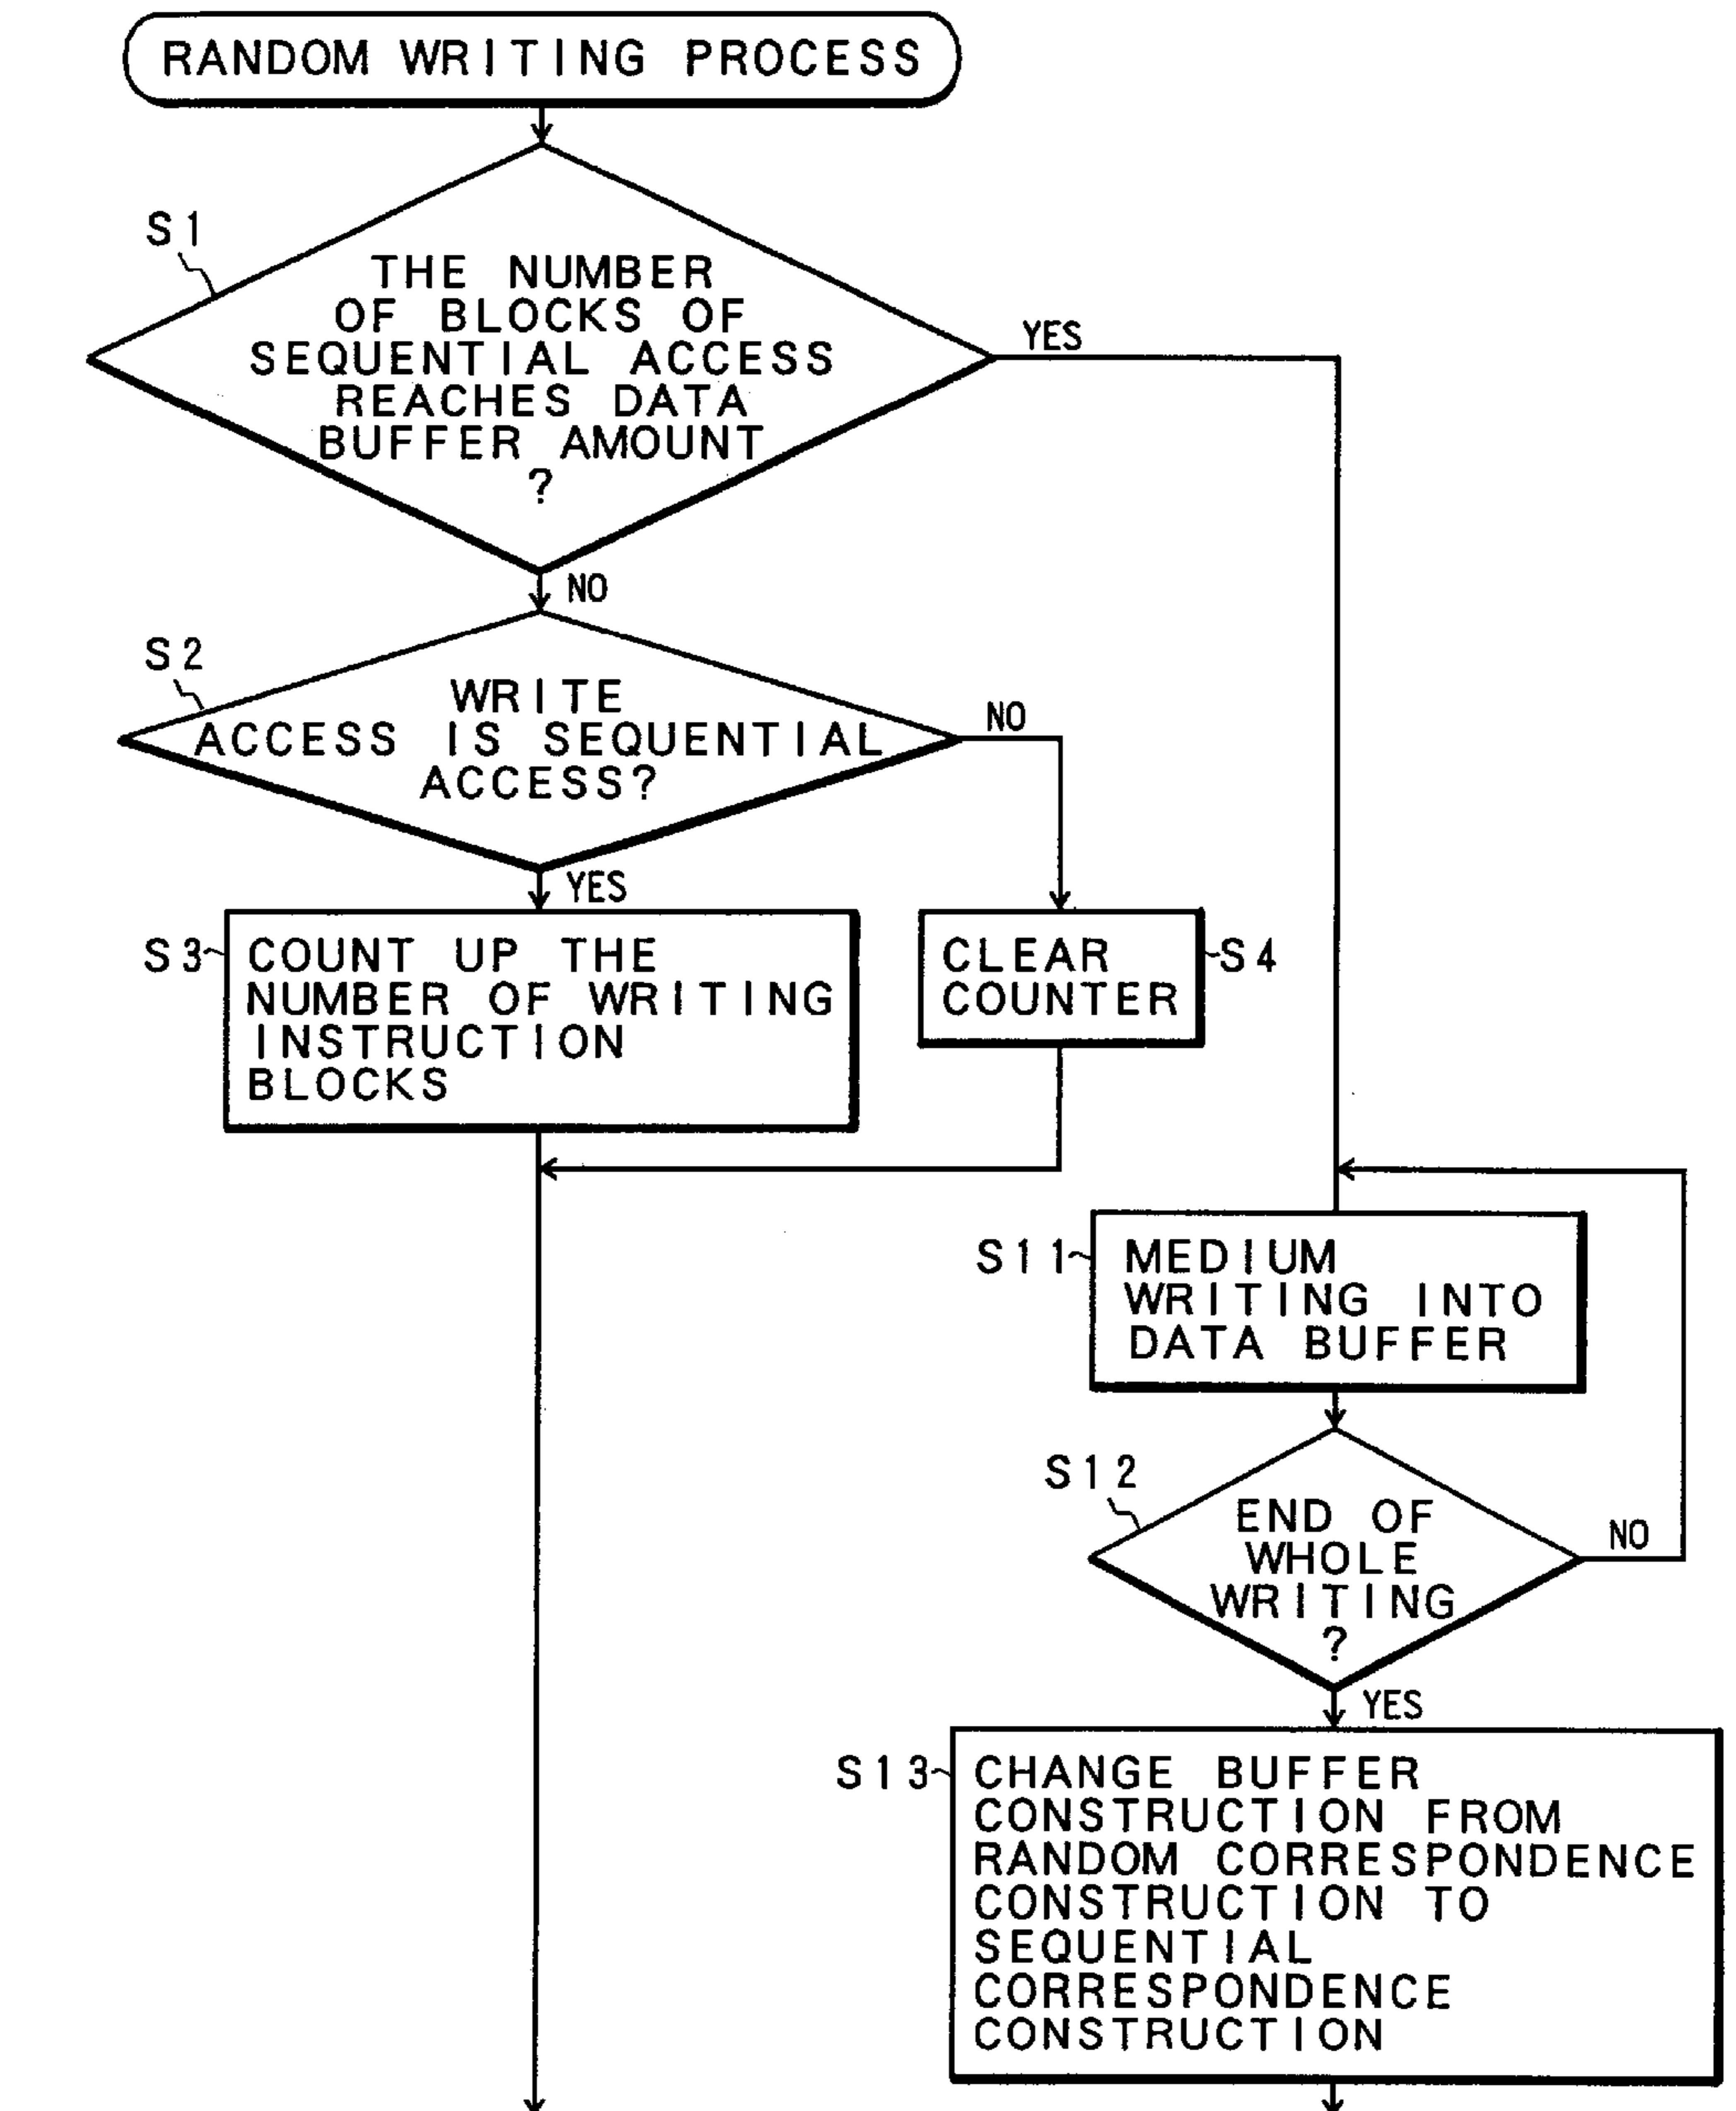 RANDOM WRITING PROCESS
S1
THE NUMBER
OF BLOCKS OF
SEQUENTIAL ACCESS
REACHES DATA
BUFFER AMOUNT
?
YES
NO
S2
WRITE
ACCESS IS SEQUENTIAL
ACCESS?
NO
YES
S3
COUNT UP THE
NUMBER OF WRITING
INSTRUCTION
BLOCKS
CLEAR
COUNTER
S4
S11
MEDIUM
WRITING INTO
DATA BUFFER
S12
END OF
WHOLE
WRITING
?
NO
YES
S13
CHANGE BUFFER
CONSTRUCTION FROM
RANDOM CORRESPONDENCE
CONSTRUCTION TO
SEQUENTIAL
CORRESPONDENCE
CONSTRUCTION